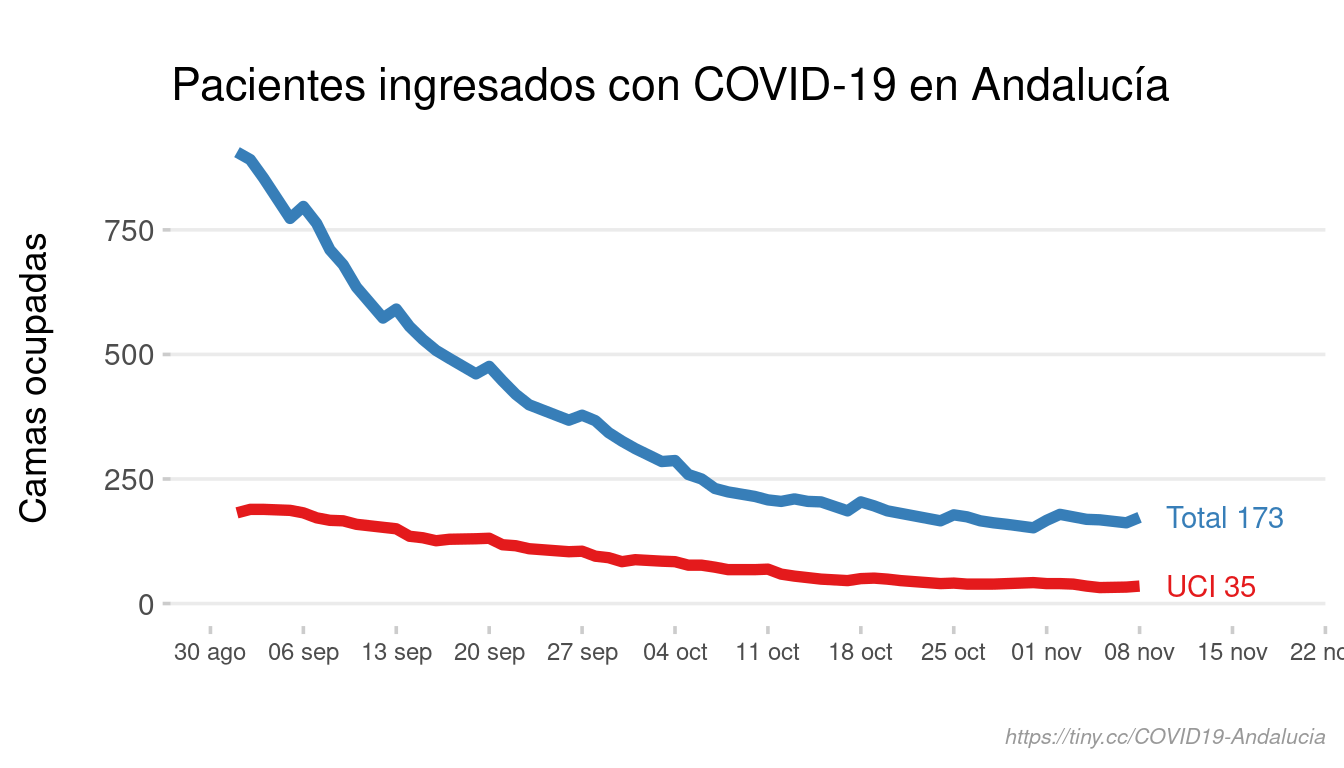 Pacientes ingresados con COVID-19 en Andalucía
Camas ocupadas
750
500
250
0
Total 173
UCI 35
30 ago 06 sep 13 sep 20 sep 27 sep 04 oct 11 oct 18 oct 25 oct 01 nov 08 nov 15 nov 22 no
https://tiny.cc/COVID19-Andalucia